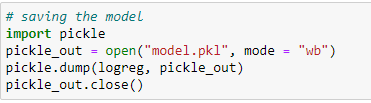 # saving the model
import pickle
pickle_out = open("model.pkl", mode = "wb")
pickle.dump(logreg, pickle_out)
pickle_out.close()